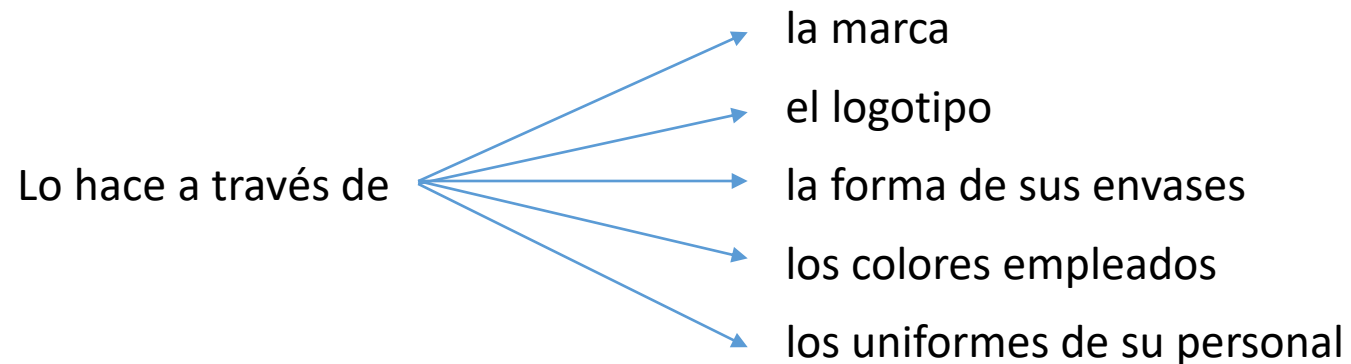 la marca
el logotipo
Lo hace a través de
la forma de sus envases
los colores empleados
los uniformes de su personal